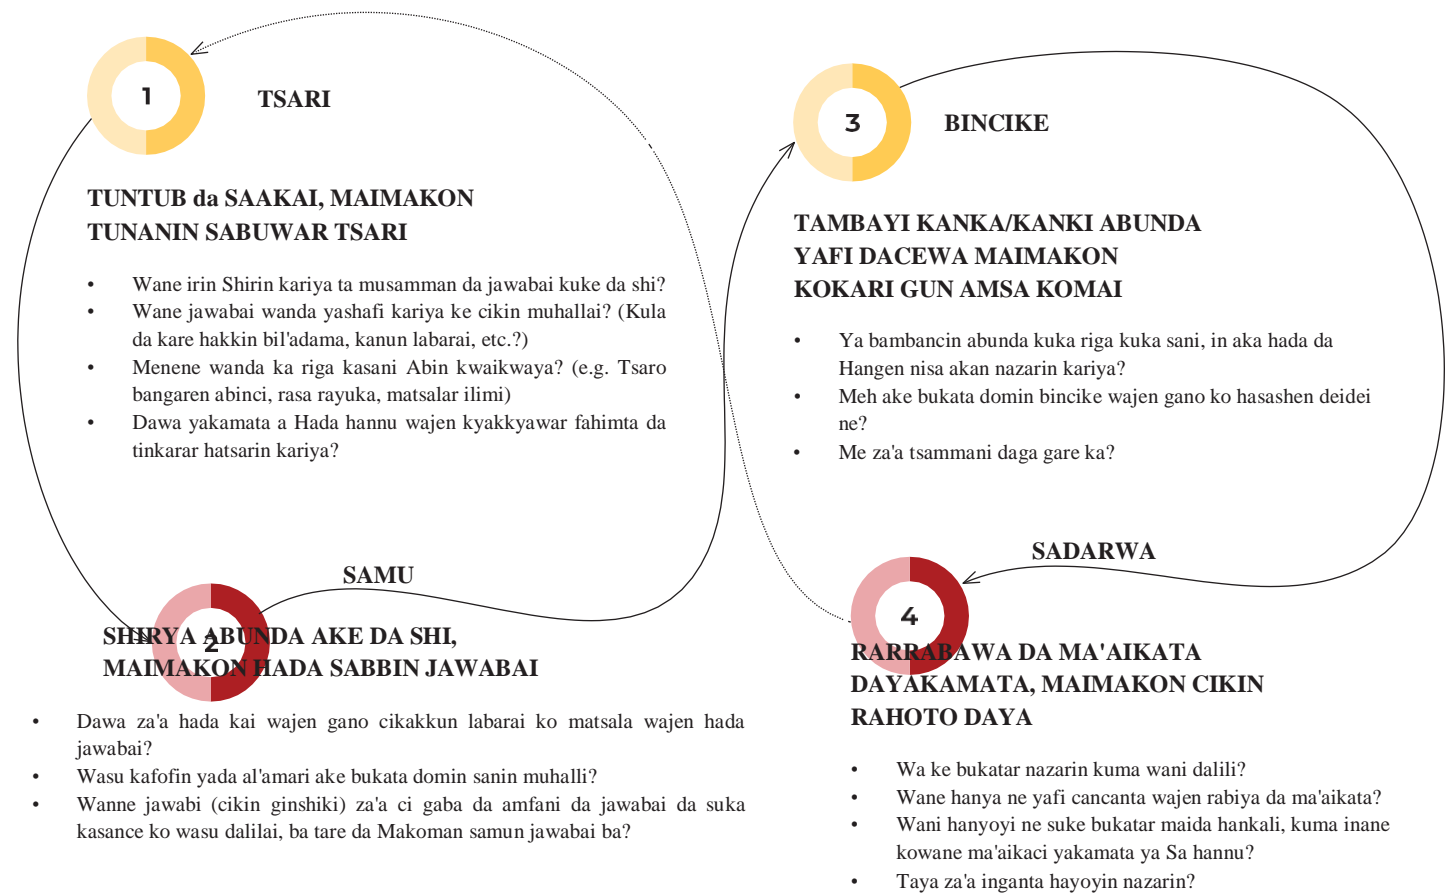 1
TSARI
TUNTUB da SAAKAI, MAIMAKON
TUNANIN SABUWAR TSARI
• Wane irin Shirin kariya ta musamman da jawabai kuke da shi?
• Wane jawabai wanda yashafi kariya ke cikin muhallai? (Kula
da kare hakkin bil'adama, kanun labarai, etc.?)
• Menene wanda ka riga kasani Abin kwaikwaya? (e.g. Tsaro
bangaren abinci, rasa rayuka, matsalar ilimi)
• Dawa yakamata a Hada hannu wajen kyakkyawar fahimta da
tinkarar hatsarin kariya?
SAMU
2
SHIRYA ABUNDA AKE DA SHI,
MAIMAKON HADA SABBIN JAWABAI
• Dawa za'a hada kai wajen gano cikakkun labarai ko matsala wajen hada
jawabai?
• Wasu kafofin yada al'amari ake bukata domin sanin muhalli?
• Wanne jawabi (cikin ginshiki) za'a ci gaba da amfani da jawabai da suka
kasance ko wasu dalilai, ba tare da Makoman samun jawabai ba?
3
BINCIKE
TAMBAYI KANKA/KANKI ABUNDA
YAFI DACEWA MAIMAKON
KOKARI GUN AMSA KOMAI
• Ya bambancin abunda kuka riga kuka sani, in aka hada da
Hangen nisa akan nazarin kariya?
• Meh ake bukata domin bincike wajen gano ko hasashen deidei
ne?
• Me za'a tsammani daga gare ka?
SADARWA
4
RARRABAWA DA MA'AIKATA
DAYAKAMATA, MAIMAKON CIKIN
RAHOTO DAYA
• Wa ke bukatar nazarin kuma wani dalili?
• Wane hanya ne yafi cancanta wajen rabiya da ma'aikata?
• Wani hanyoyi ne suke bukatar maida hankali, kuma inane
kowane ma'aikaci yakamata ya Sa hannu?
• Taya za'a inganta hayoyin nazarin?